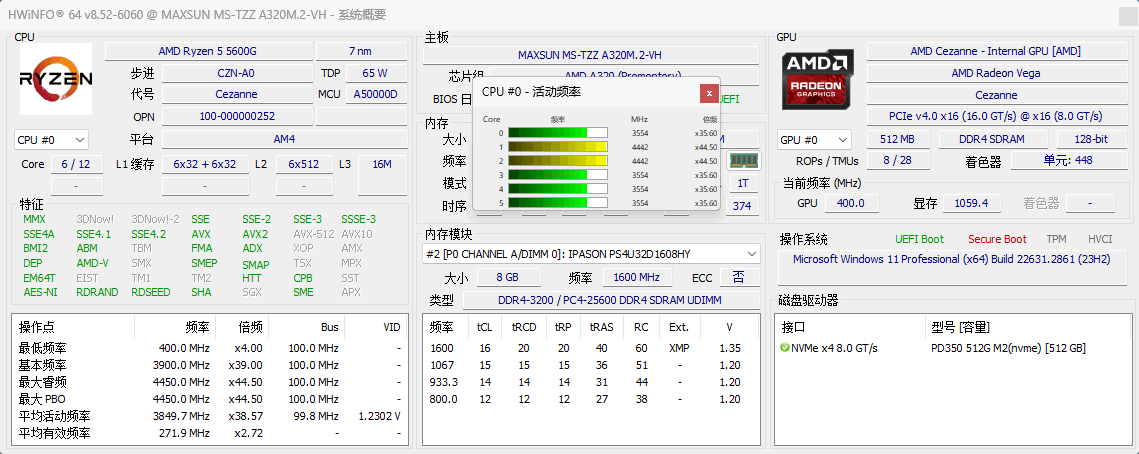 HWiNFO® 64 v8.52-6060 @ MAXSUN MS-TZZ A320M.2-VH - 系统概要
CPU
RYZEN
AMD Ryzen 5 5600G
7 nm
步进
CZN-A0
TDP
65 W
代号
Cezanne
MCU
A50000D
OPN
100-000000252
CPU #0
平台
AM4
Core
6 / 12
L1 缓存
6x32 + 6x32
L2
6x512
L3
16M
-
-
-
-
特征
MMX 3DNow! 3DNow!-2 SSE SSE-2 SSE-3 SSSE-3
SSE4A SSE4.1 SSE4.2 AVX AVX2 AVX-512 AVX10
BMI2 ABM TBM FMA ADX XOP AMX
DEP AMD-V SMX SMEP SMAP TSX MPX
EM64T EIST TM1 TM2 HTT CPB SST
AES-NI RDRAND RDSEED SHA SGX SME APX
操作点 频率 倍频 Bus VID
最低频率 400.0 MHz x4.00 100.0 MHz -
基本频率 3900.0 MHz x39.00 100.0 MHz -
最大睿频 4450.0 MHz x44.50 100.0 MHz -
最大 PBO 4450.0 MHz x44.50 100.0 MHz -
平均活动频率 3849.7 MHz x38.57 99.8 MHz 1.2302 V
平均有效频率 271.9 MHz x2.72 - -
主板
MAXSUN MS-TZZ A320M.2-VH
芯片组
AMD A320 (Promontory)
BIOS 日
UEFI
CPU #0 - 活动频率
x
Core 频率 MHz 倍频
0 3554 x35.60
1 4442 x44.50
2 4442 x44.50
3 3554 x35.60
4 3554 x35.60
5 3554 x35.60
内存
大小
频率
模式
1T
时序
374
内存模块
#2 [P0 CHANNEL A/DIMM 0]: IPASON PS4U32D1608HY
大小
8 GB
频率
1600 MHz
ECC
否
类型
DDR4-3200 / PC4-25600 DDR4 SDRAM UDIMM
频率 tCL tRCD tRP tRAS RC Ext. V
1600 16 20 20 40 60 XMP 1.35
1067 15 15 15 36 51 - 1.20
933.3 14 14 14 31 44 - 1.20
800.0 12 12 12 27 38 - 1.20
GPU
AMD
RADEON
GRAPHICS
AMD Cezanne - Internal GPU [AMD]
AMD Radeon Vega
Cezanne
PCIe v4.0 x16 (16.0 GT/s) @ x16 (8.0 GT/s)
GPU #0
512 MB
DDR4 SDRAM
128-bit
ROPs / TMUs
8 / 28
着色器
单元: 448
当前频率 (MHz)
GPU
400.0
显存
1059.4
着色器
-
操作系统
UEFI Boot
Secure Boot
TPM
HVCI
Microsoft Windows 11 Professional (x64) Build 22631.2861 (23H2)
磁盘驱动器
接口 型号 [容量]
NVMe x4 8.0 GT/s PD350 512G M2(nvme) [512 GB]